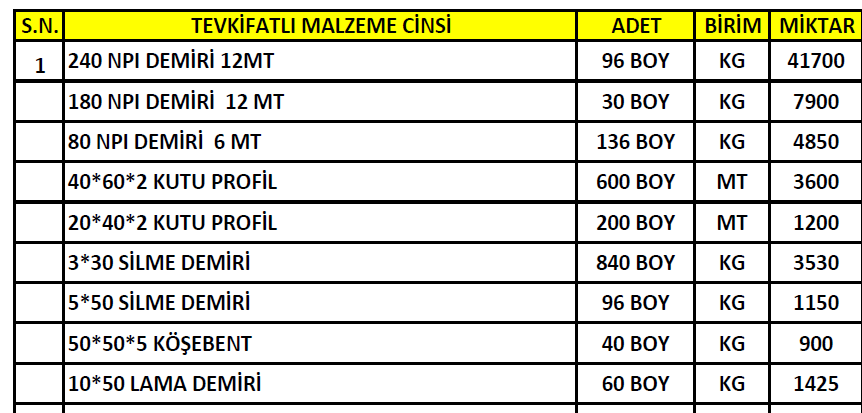 S.N. TEVKİFATLI MALZEME CİNSİ ADET BİRİM MİKTAR
1 240 NPI DEMİRİ 12MT 96 BOY KG 41700
180 NPI DEMİRİ 12 MT 30 BOY KG 7900
80 NPI DEMİRİ 6 MT 136 BOY KG 4850
40*60*2 KUTU PROFİL 600 BOY MT 3600
20*40*2 KUTU PROFİL 200 BOY MT 1200
3*30 SİLME DEMİRİ 840 BOY KG 3530
5*50 SİLME DEMİRİ 96 BOY KG 1150
50*50*5 KÖŞEBENT 40 BOY KG 900
10*50 LAMA DEMİRİ 60 BOY KG 1425